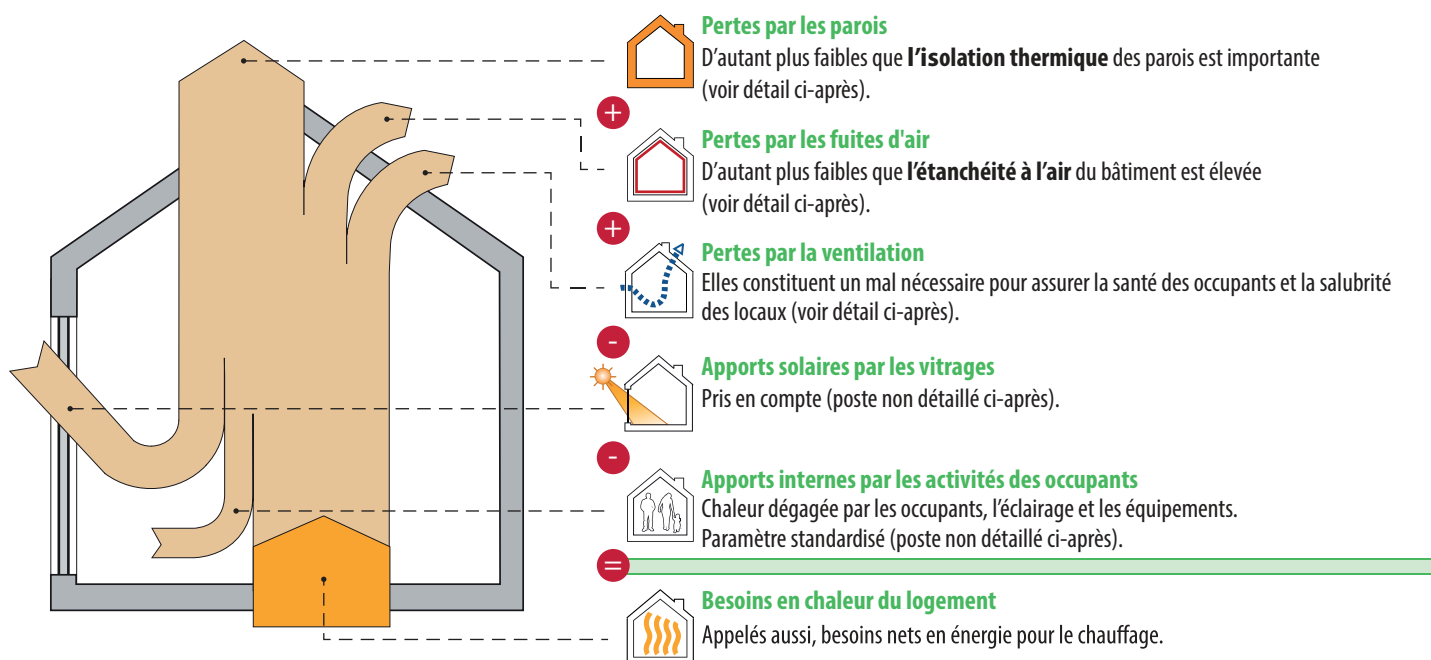 Pertes par les parois
D'autant plus faibles que l'isolation thermique des parois est importante
(voir détail ci-après).
+
Pertes par les fuites d'air
D'autant plus faibles que l'étanchéité à l'air du bâtiment est élevée
(voir détail ci-après).
+
Pertes par la ventilation
Elles constituent un mal nécessaire pour assurer la santé des occupants et la salubrité
des locaux (voir détail ci-après).
-
Apports solaires par les vitrages
Pris en compte (poste non détaillé ci-après).
-
Apports internes par les activités des occupants
Chaleur dégagée par les occupants, l'éclairage et les équipements.
Paramètre standardisé (poste non détaillé ci-après).
=
Besoins en chaleur du logement
Appelés aussi, besoins nets en énergie pour le chauffage.